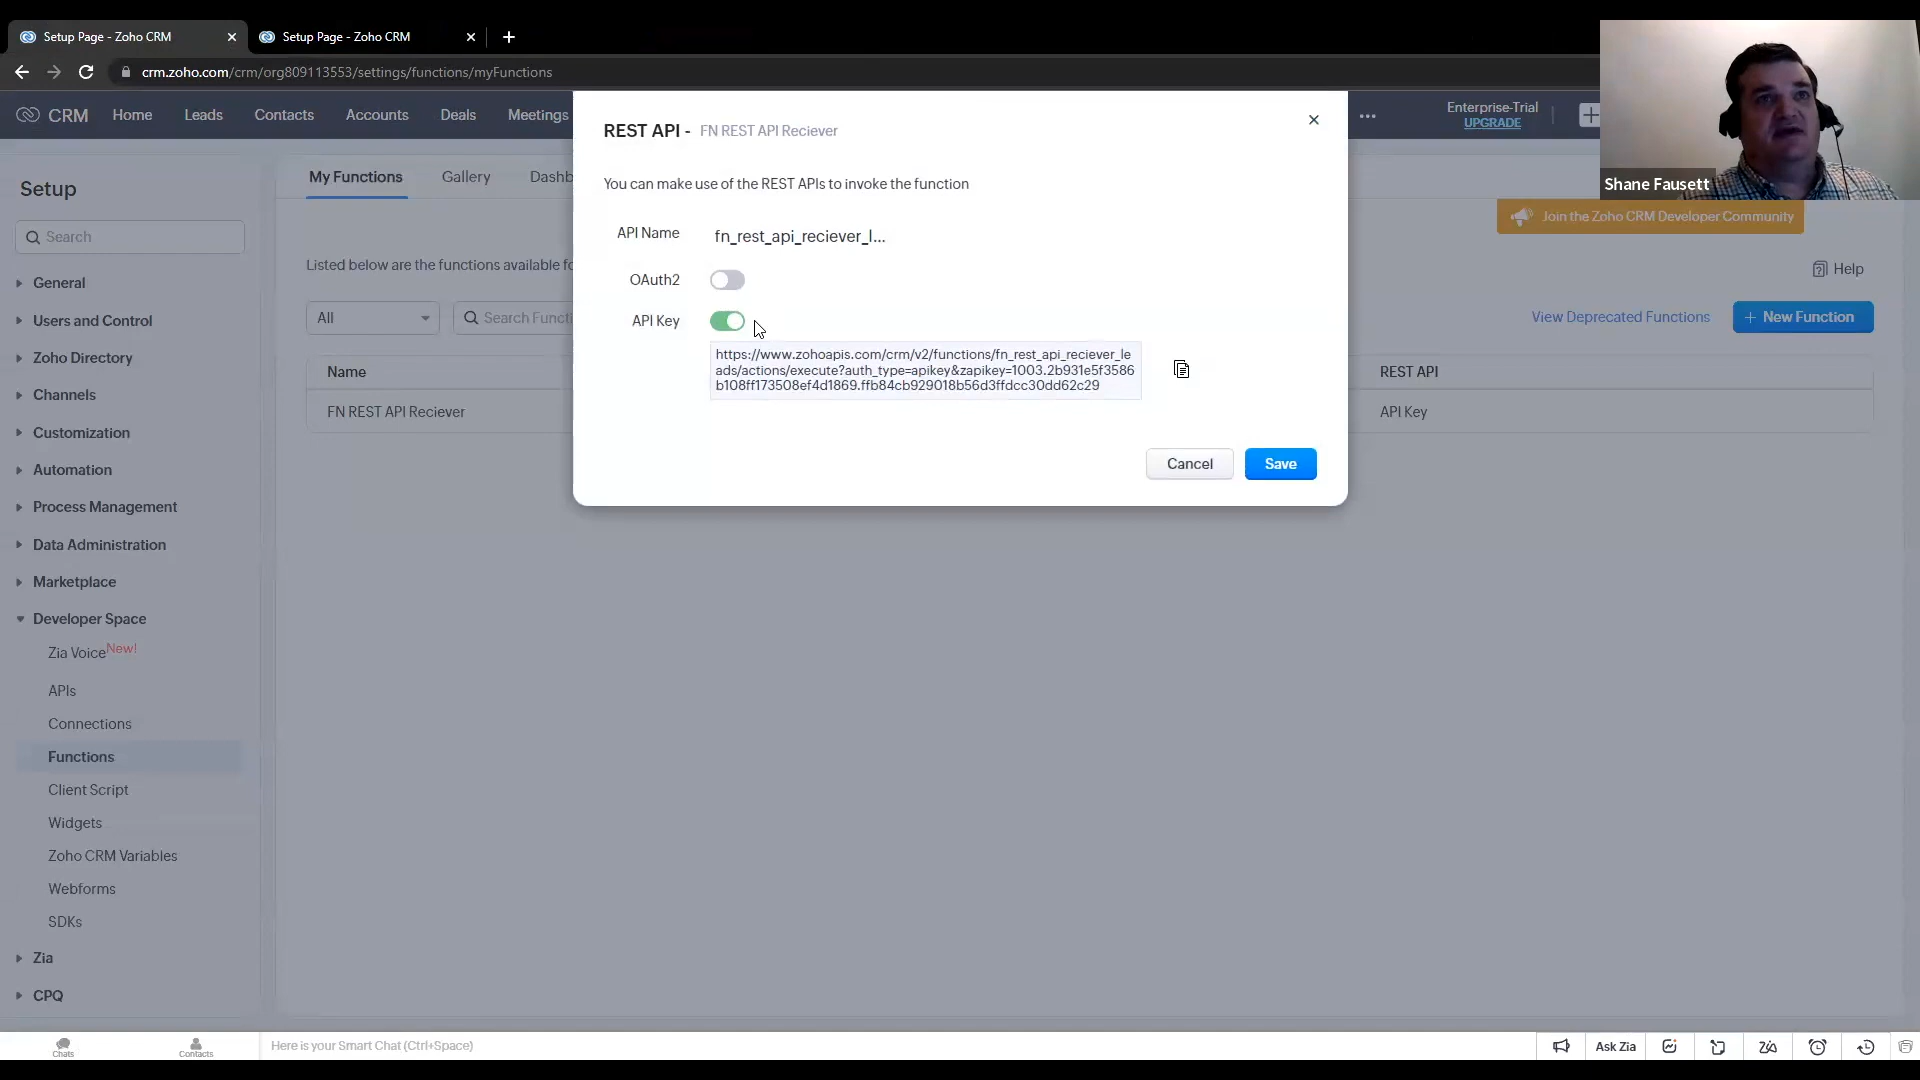 Setup Page - Zoho CRM
Setup Page - Zoho CRM
crm.zoho.com/crm/org809113553/settings/functions/myFunctions
CRM Home Leads Contacts Accounts Deals Meetings
Enterprise-Trial
UPGRADE
Shane Fausett
REST API - FN REST API Reciever
You can make use of the REST APIs to invoke the function
API Name fn_rest_api_reciever_l...
OAuth2
API Key
https://www.zohoapis.com/crm/v2/functions/fn_rest_api_reciever_le
ads/actions/execute?auth_type=apikey&zapikey=1003.2b931e5f3586
b108ff173508ef4d1869.ffb84cb929018b56d3ffdcc30dd62c29
Cancel Save
Setup
Search
General
Users and Control
Zoho Directory
Channels
Customization
Automation
Process Management
Data Administration
Marketplace
Developer Space
Zia Voice New!
APIs
Connections
Functions
Client Script
Widgets
Zoho CRM Variables
Webforms
SDKs
Zia
CPQ
My Functions Gallery Dashb
Join the Zoho CRM Developer Community
Listed below are the functions available fo
Help
All
Search Functi
View Deprecated Functions
+ New Function
Name REST API
FN REST API Reciever API Key
Chats
Contacts
Here is your Smart Chat (Ctrl+Space)
Ask Zia